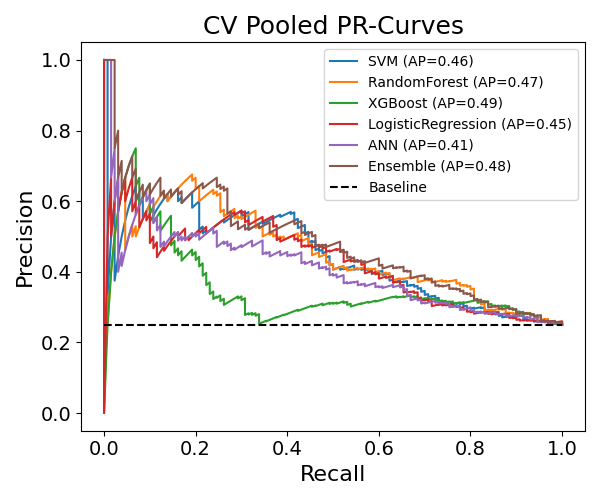 CV Pooled PR-Curves
SVM (AP=0.46)
RandomForest (AP=0.47)
XGBoost (AP=0.49)
LogisticRegression (AP=0.45)
ANN (AP=0.41)
Ensemble (AP=0.48)
Baseline
Precision
1.0
0.8
0.6
0.4
0.2
0.0
0.0 0.2 0.4 0.6 0.8 1.0
Recall